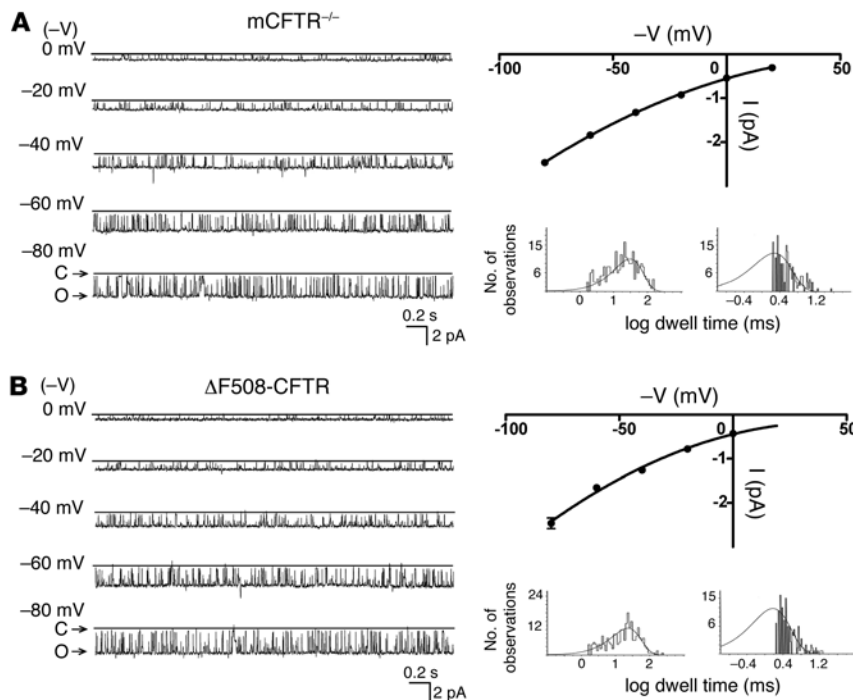 A
mCFTR–/–
(–V)
0 mV
–20 mV
–40 mV
–60 mV
–80 mV
C
O
0.2 s
2 pA
–V (mV)
-100 -50 0 50
-1
-2
I (pA)
No. of observations
15
6
0 1 2
15
6
–0.4 0.4 1.2
log dwell time (ms)
B
ΔF508-CFTR
(–V)
0 mV
–20 mV
–40 mV
–60 mV
–80 mV
C
O
0.2 s
2 pA
–V (mV)
-100 -50 0 50
-1
-2
I (pA)
No. of observations
24
12
0 1 2
15
6
–0.4 0.4 1.2
log dwell time (ms)